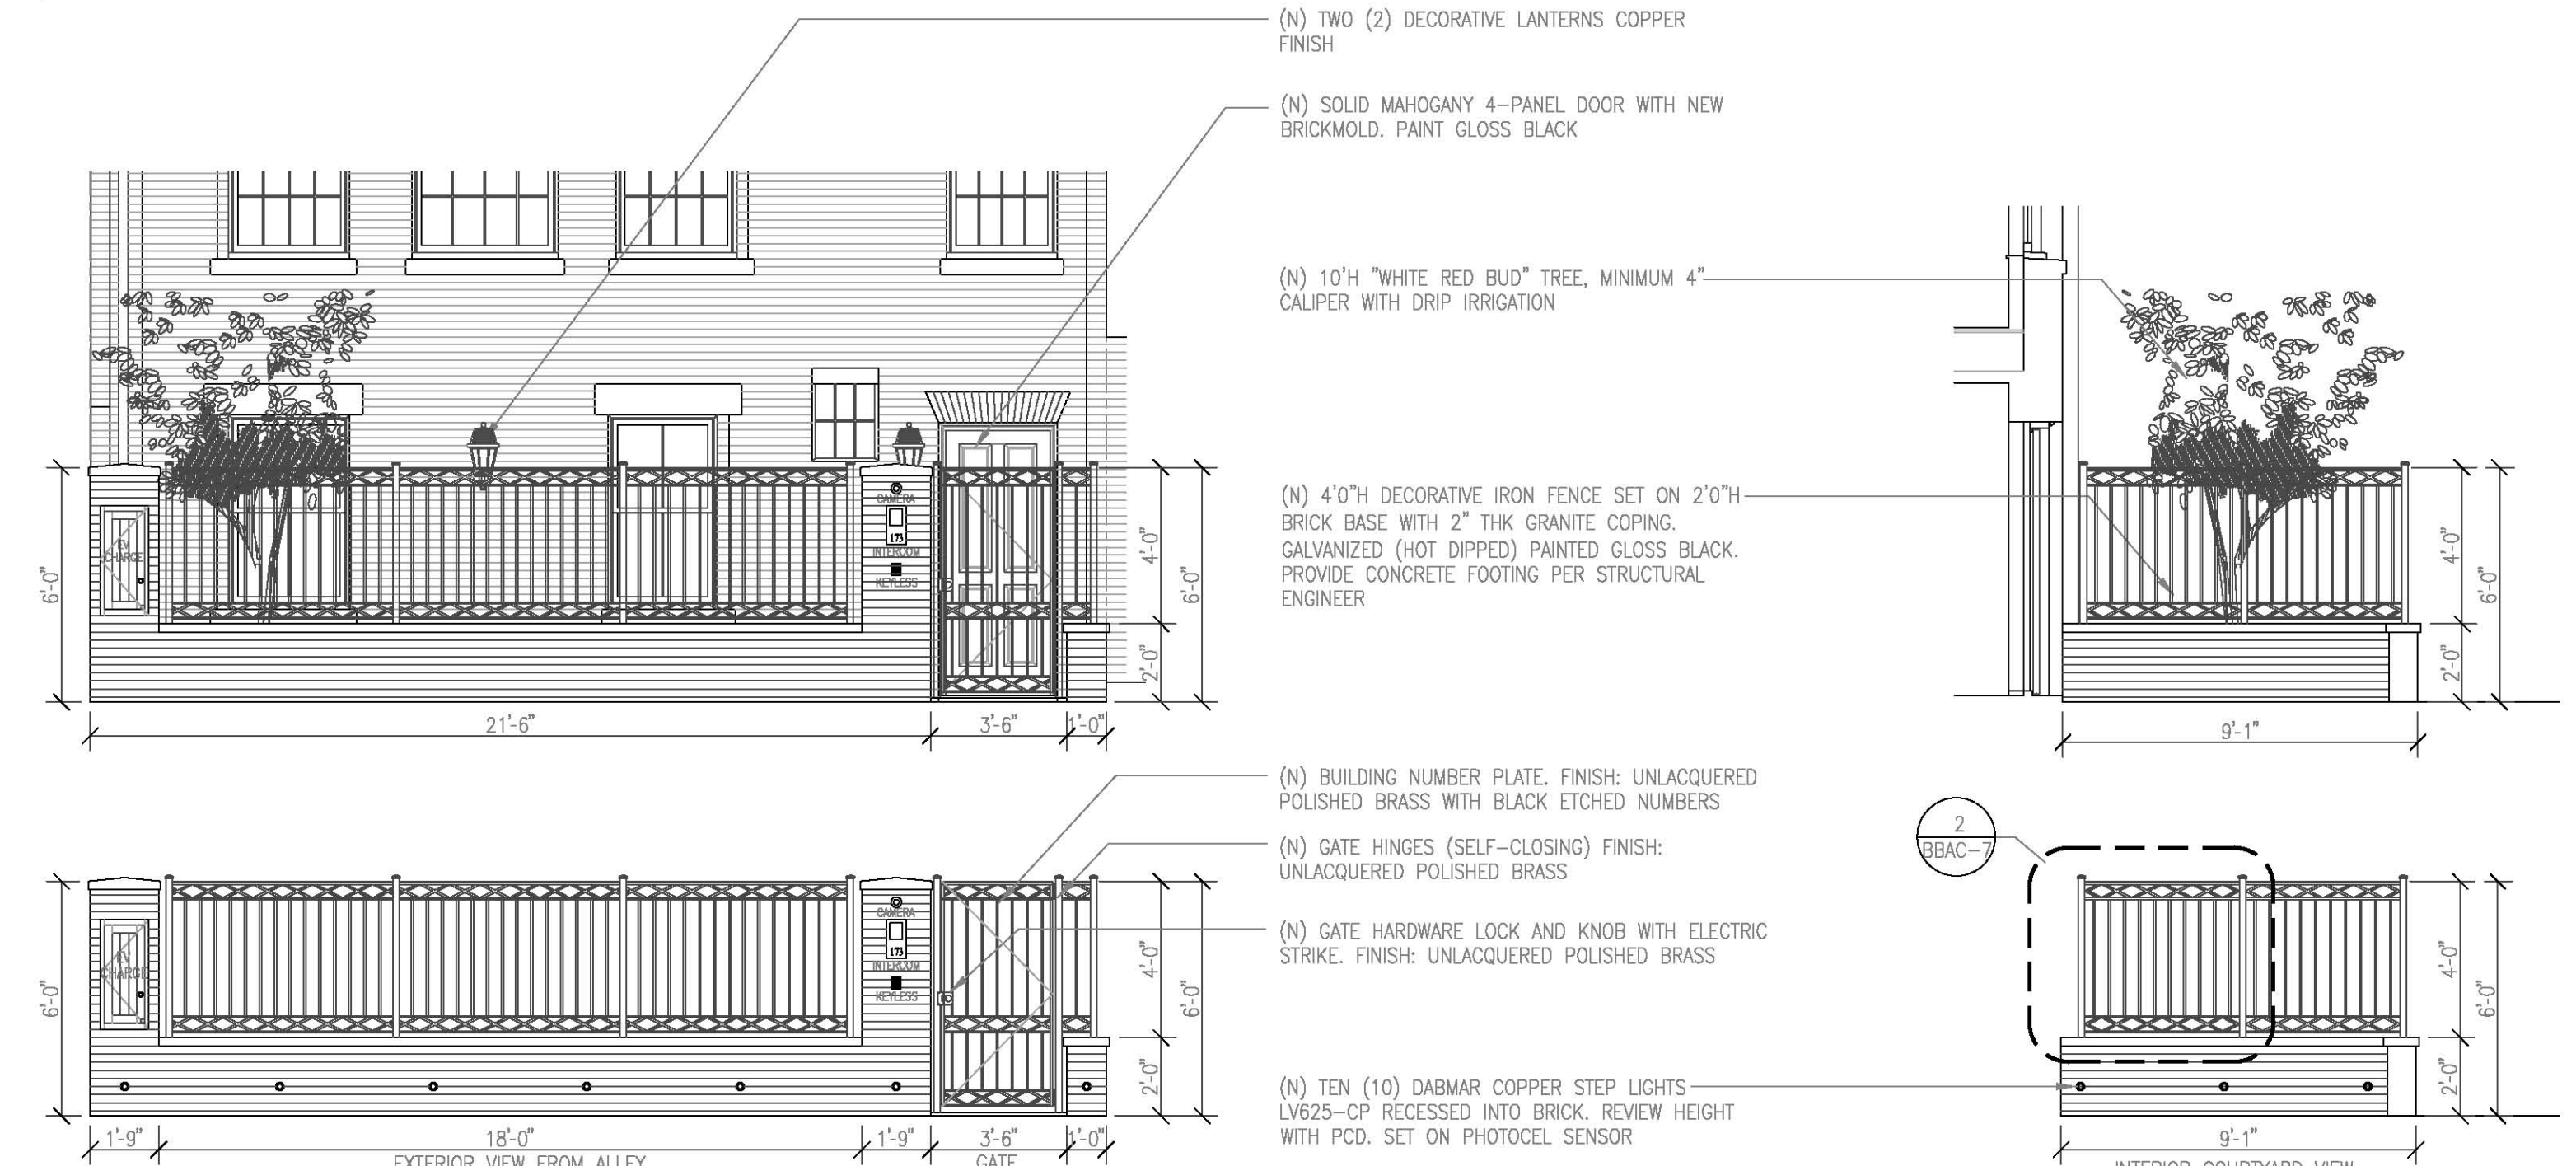 (N) TWO (2) DECORATIVE LANTERNS COPPER
FINISH
(N) SOLID MAHOGANY 4-PANEL DOOR WITH NEW
BRICKMOLD. PAINT GLOSS BLACK
(N) 10'H "WHITE RED BUD" TREE, MINIMUM 4"
CALIPER WITH DRIP IRRIGATION
(N) 4'0"H DECORATIVE IRON FENCE SET ON 2'0"H
BRICK BASE WITH 2" THK GRANITE COPING.
GALVANIZED (HOT DIPPED) PAINTED GLOSS BLACK.
PROVIDE CONCRETE FOOTING PER STRUCTURAL
ENGINEER
EV
CHARGE
CAMERA
173
INTERCOM
KEYLESS
6'-0"
4'-0"
6'-0"
2'-0"
21'-6"
3'-6"
1'-0"
4'-0"
6'-0"
2'-0"
9'-1"
(N) BUILDING NUMBER PLATE. FINISH: UNLACQUERED
POLISHED BRASS WITH BLACK ETCHED NUMBERS
(N) GATE HINGES (SELF-CLOSING) FINISH:
UNLACQUERED POLISHED BRASS
(N) GATE HARDWARE LOCK AND KNOB WITH ELECTRIC
STRIKE. FINISH: UNLACQUERED POLISHED BRASS
(N) TEN (10) DABMAR COPPER STEP LIGHTS
LV625-CP RECESSED INTO BRICK. REVIEW HEIGHT
WITH PCD. SET ON PHOTOCEL SENSOR
2
BBAC-7
EV
CHARGE
CAMERA
173
INTERCOM
KEYLESS
6'-0"
4'-0"
6'-0"
2'-0"
1'-9"
18'-0"
1'-9"
3'-6"
1'-0"
EXTERIOR VIEW FROM ALLEY
GATE
4'-0"
6'-0"
2'-0"
9'-1"
INTERIOR COURTYARD VIEW